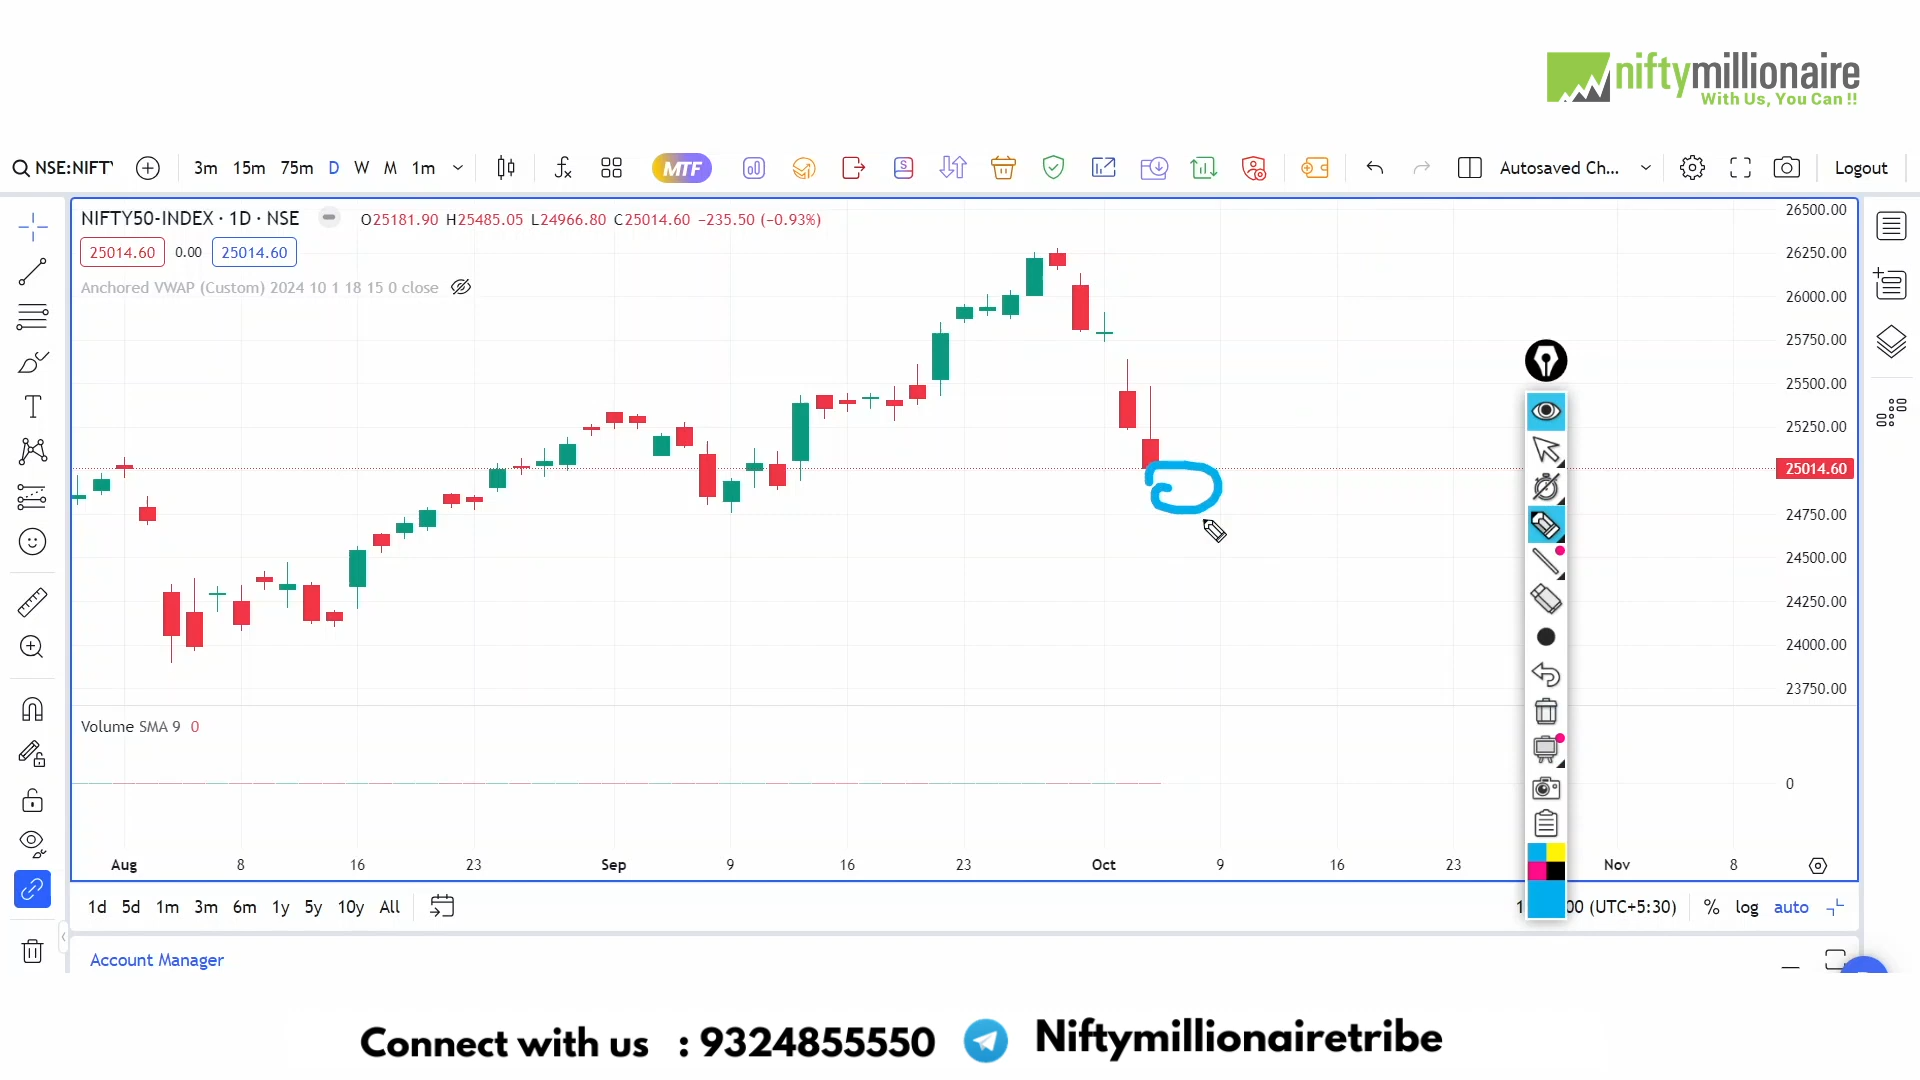 niftymillionaire
With Us, You Can !!
NSE:NIFTY 3m 15m 75m D W M 1m MTF Autosaved Ch... Logout
NIFTY50-INDEX · 1D · NSE O25181.90 H25485.05 L24966.80 C25014.60 −235.50 (−0.93%)
25014.60 0.00 25014.60
Anchored VWAP (Custom) 2024 10 1 18 15 0 close
26500.00
26250.00
26000.00
25750.00
25500.00
25250.00
25014.60
24750.00
24500.00
24250.00
24000.00
23750.00
Volume SMA 9 0
0
Aug 8 16 23 Sep 9 16 23 Oct 9 16 23 Nov 8
1d 5d 1m 3m 6m 1y 5y 10y All (UTC+5:30) % log auto
Account Manager
Connect with us : 9324855550 Niftymillionairetribe